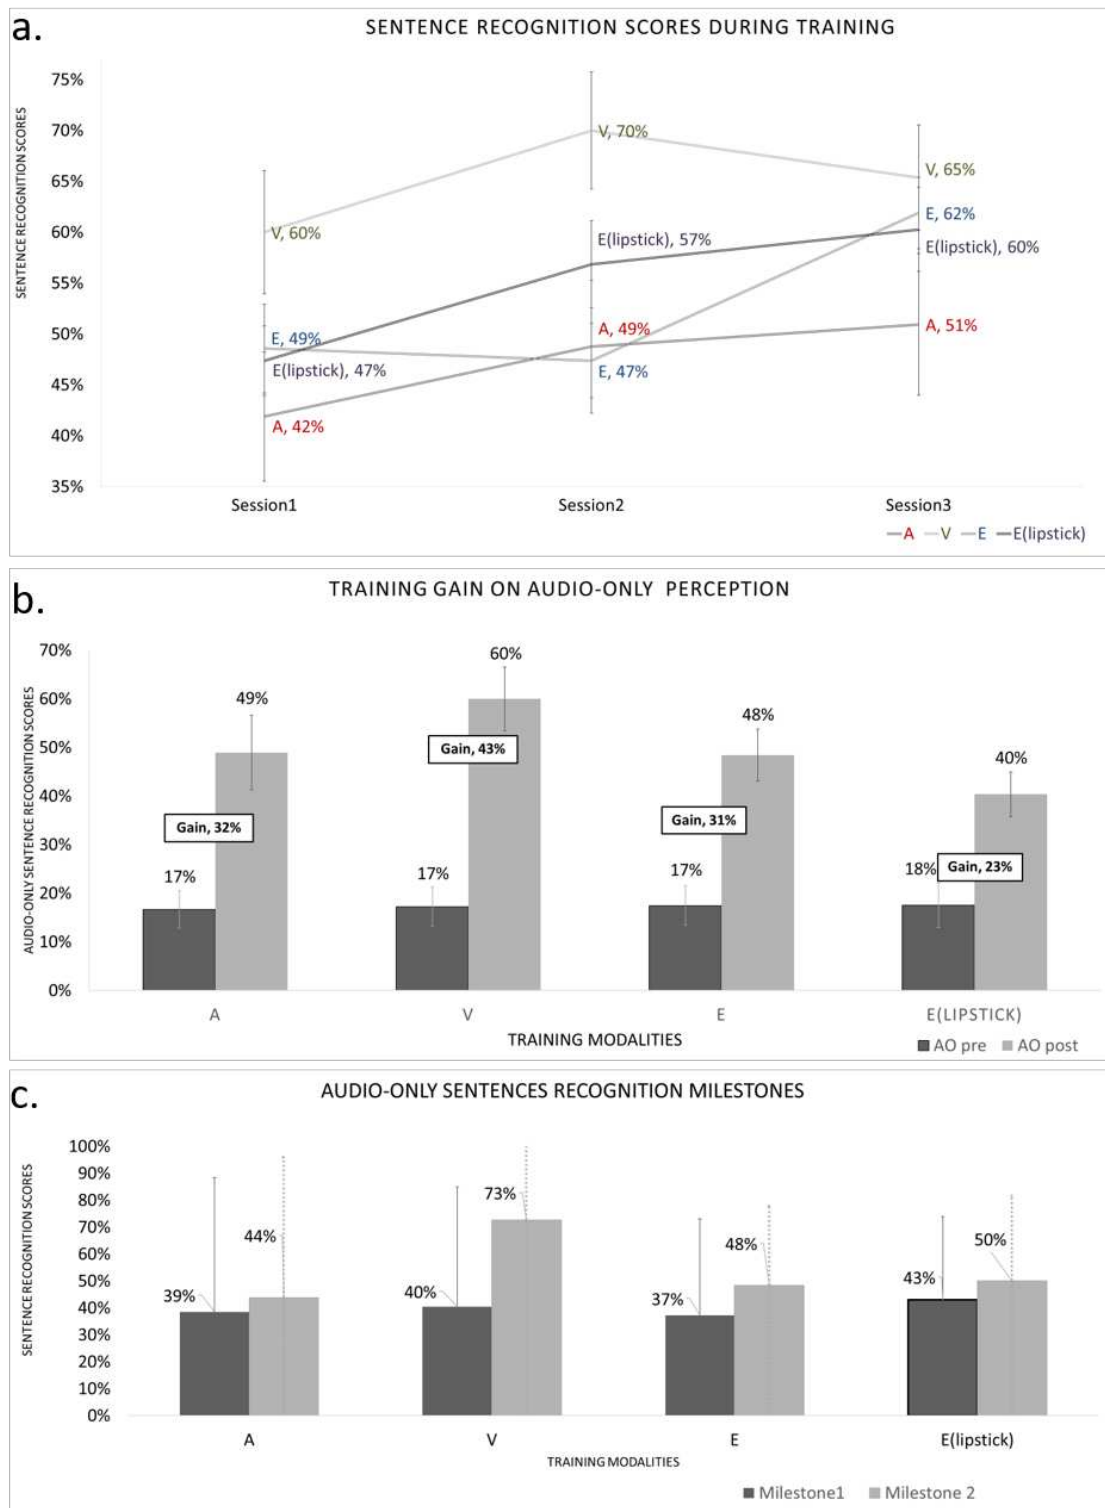 a.
SENTENCE RECOGNITION SCORES DURING TRAINING
SENTENCE RECOGNITION SCORES
75%
70%
65%
60%
55%
50%
45%
40%
35%
V, 60%
E, 49%
E(lipstick), 47%
A, 42%
V, 70%
E(lipstick), 57%
A, 49%
E, 47%
V, 65%
E, 62%
E(lipstick), 60%
A, 51%
Session1 Session2 Session3
A V E E(lipstick)
b.
TRAINING GAIN ON AUDIO-ONLY PERCEPTION
AUDIO-ONLY SENTENCE RECOGNITION SCORES
70%
60%
50%
40%
30%
20%
10%
0%
17%
49%
Gain, 32%
17%
60%
Gain, 43%
17%
48%
Gain, 31%
18%
40%
Gain, 23%
A V E E(LIPSTICK)
TRAINING MODALITIES
AO pre AO post
c.
AUDIO-ONLY SENTENCES RECOGNITION MILESTONES
SENTENCE RECOGNITION SCORES
100%
90%
80%
70%
60%
50%
40%
30%
20%
10%
0%
39%
44%
40%
73%
37%
48%
43%
50%
A V E E(lipstick)
TRAINING MODALITIES
Milestone1 Milestone 2